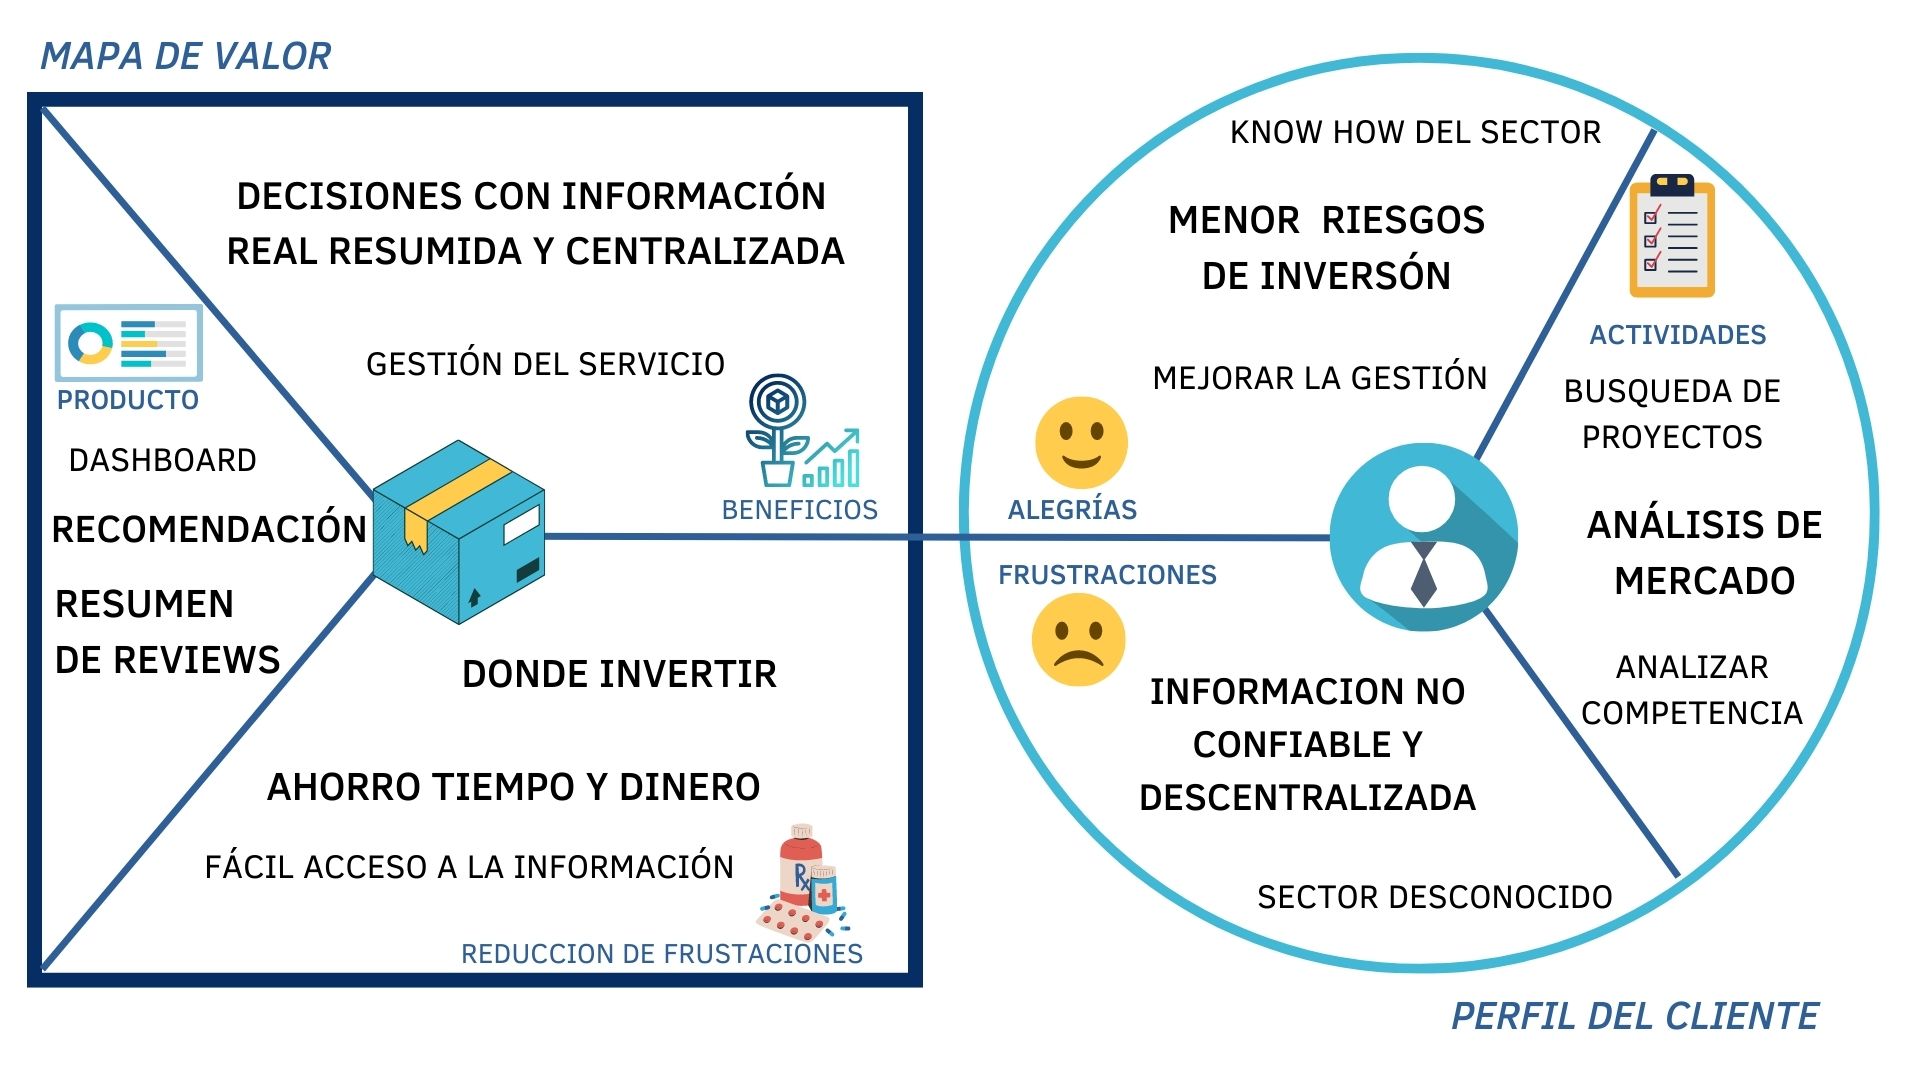 MAPA DE VALOR
DECISIONES CON INFORMACIÓN
REAL RESUMIDA Y CENTRALIZADA
GESTIÓN DEL SERVICIO
BENEFICIOS
PRODUCTO
DASHBOARD
RECOMENDACIÓN
RESUMEN
DE REVIEWS
DONDE INVERTIR
AHORRO TIEMPO Y DINERO
FÁCIL ACCESO A LA INFORMACIÓN
Rx
REDUCCION DE FRUSTACIONES
KNOW HOW DEL SECTOR
MENOR RIESGOS
DE INVERSÓN
MEJORAR LA GESTIÓN
ALEGRÍAS
FRUSTRACIONES
INFORMACION NO
CONFIABLE Y
DESCENTRALIZADA
SECTOR DESCONOCIDO
ACTIVIDADES
BUSQUEDA DE
PROYECTOS
ANÁLISIS DE
MERCADO
ANALIZAR
COMPETENCIA
PERFIL DEL CLIENTE